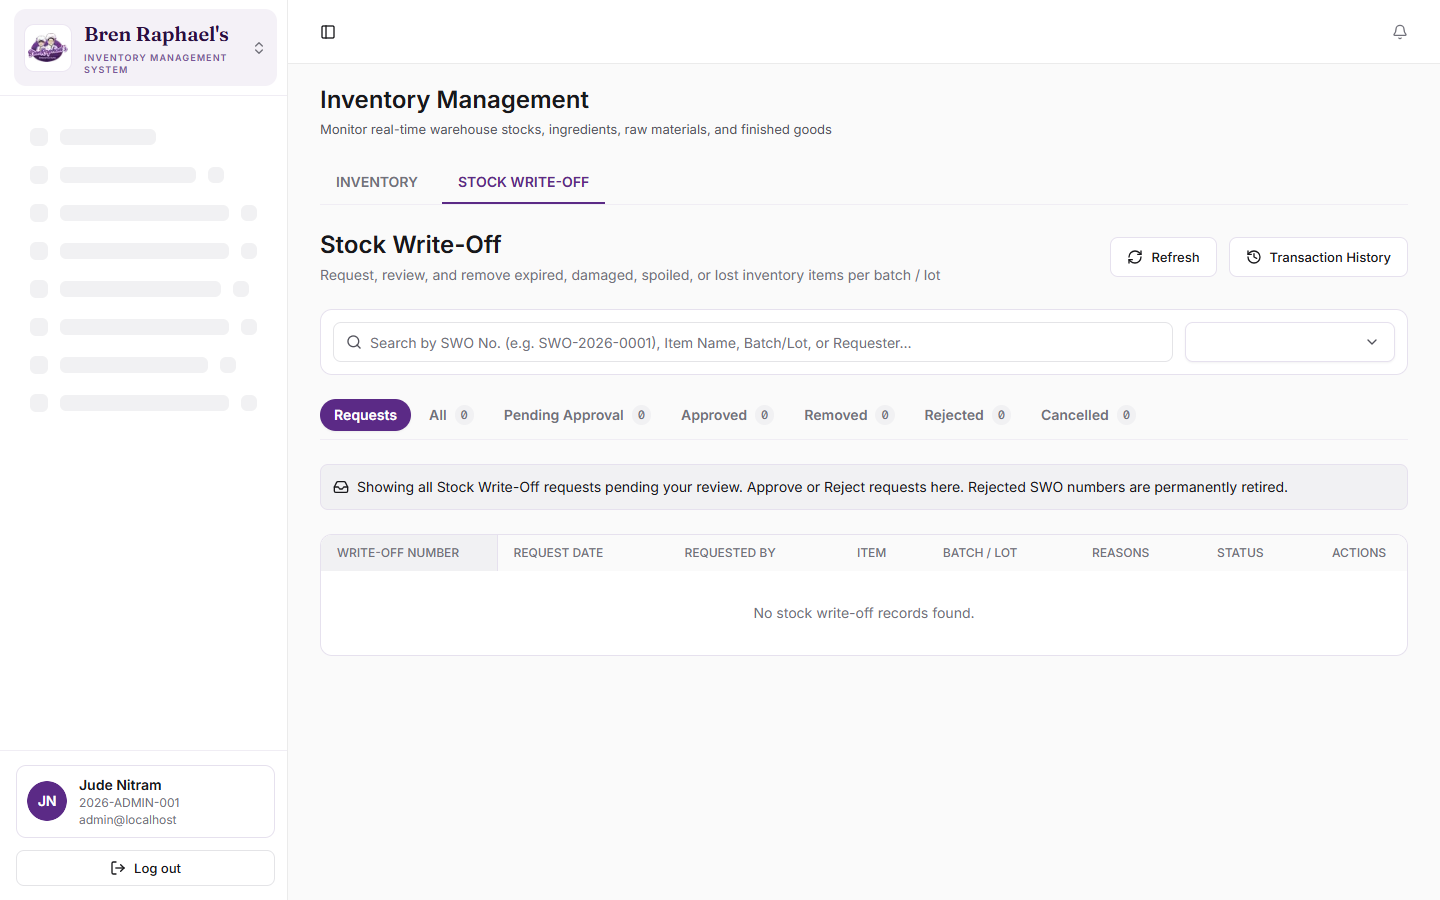 Bren Raphael's
INVENTORY MANAGEMENT
SYSTEM
Inventory Management
Monitor real-time warehouse stocks, ingredients, raw materials, and finished goods
INVENTORY
STOCK WRITE-OFF
Stock Write-Off
Request, review, and remove expired, damaged, spoiled, or lost inventory items per batch / lot
Refresh
Transaction History
Search by SWO No. (e.g. SWO-2026-0001), Item Name, Batch/Lot, or Requester...
Requests
All 0
Pending Approval 0
Approved 0
Removed 0
Rejected 0
Cancelled 0
Showing all Stock Write-Off requests pending your review. Approve or Reject requests here. Rejected SWO numbers are permanently retired.
WRITE-OFF NUMBER
REQUEST DATE
REQUESTED BY
ITEM
BATCH / LOT
REASONS
STATUS
ACTIONS
No stock write-off records found.
JN
Jude Nitram
2026-ADMIN-001
admin@localhost
Log out